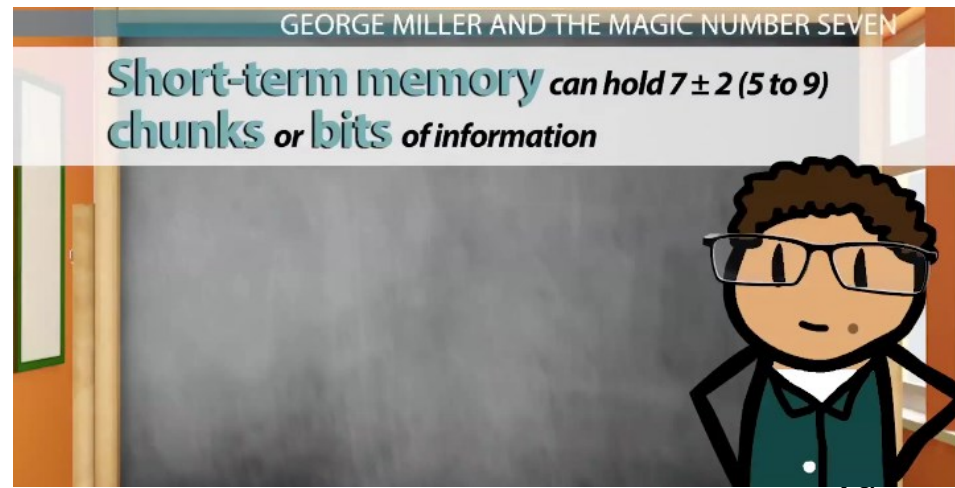 GEORGE MILLER AND THE MAGIC NUMBER SEVEN
Short-term memory can hold 7 ± 2 (5 to 9)
chunks or bits of information